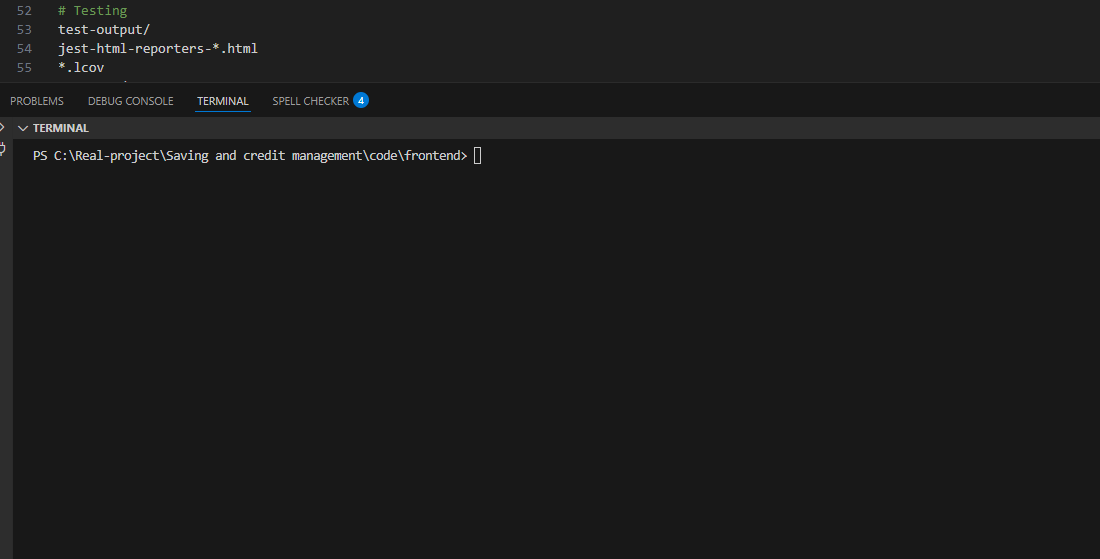 52 # Testing
53 test-output/
54 jest-html-reporters-*.html
55 *.lcov
PROBLEMS DEBUG CONSOLE TERMINAL SPELL CHECKER 4
TERMINAL
PS C:\Real-project\Saving and credit management\code\frontend>